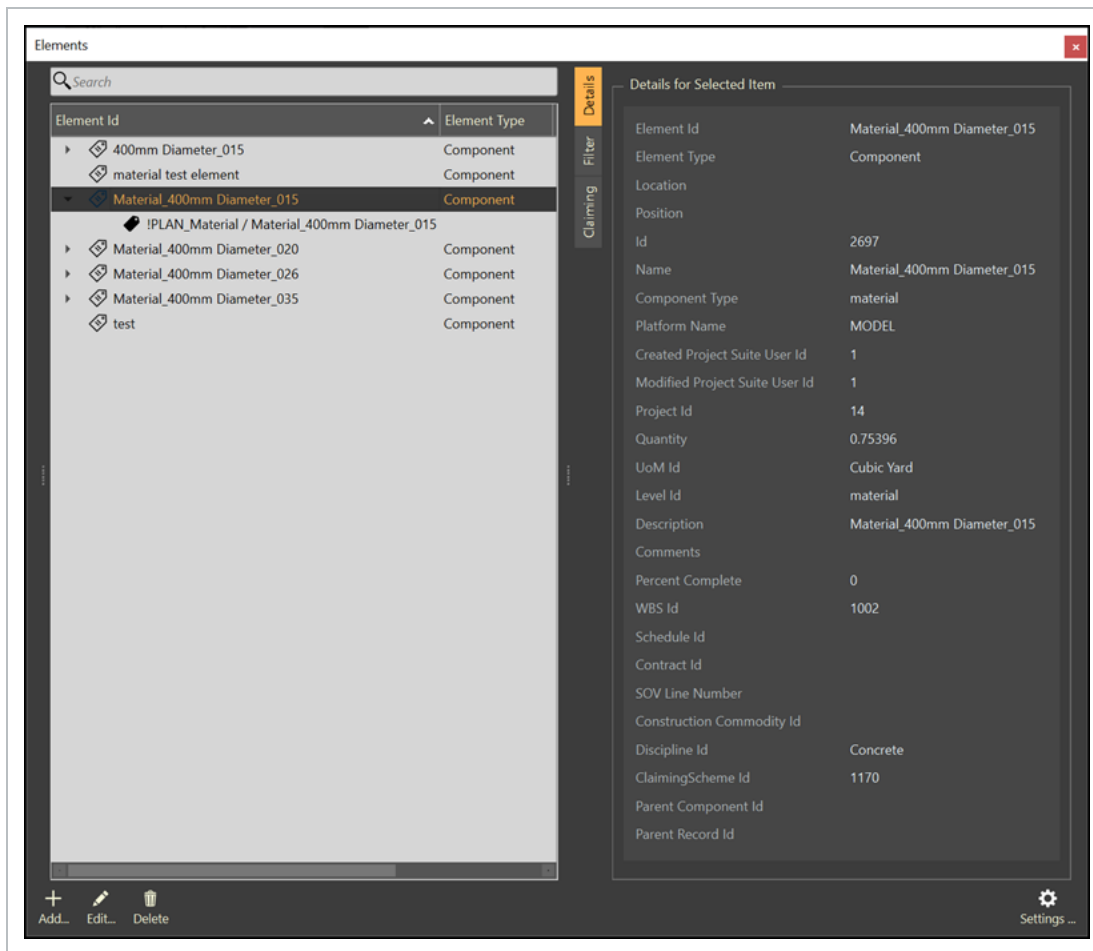 Elements
x
Search
Element Id Element Type
400mm Diameter_015 Component
material test element Component
Material_400mm Diameter_015 Component
!PLAN_Material / Material_400mm Diameter_015
Material_400mm Diameter_020 Component
Material_400mm Diameter_026 Component
Material_400mm Diameter_035 Component
test Component
Add... Edit... Delete
Details
Filter
Claiming
Details for Selected Item
Element Id Material_400mm Diameter_015
Element Type Component
Location
Position
Id 2697
Name Material_400mm Diameter_015
Component Type material
Platform Name MODEL
Created Project Suite User Id 1
Modified Project Suite User Id 1
Project Id 14
Quantity 0.75396
UoM Id Cubic Yard
Level Id material
Description Material_400mm Diameter_015
Comments
Percent Complete 0
WBS Id 1002
Schedule Id
Contract Id
SOV Line Number
Construction Commodity Id
Discipline Id Concrete
ClaimingScheme Id 1170
Parent Component Id
Parent Record Id
Settings ...